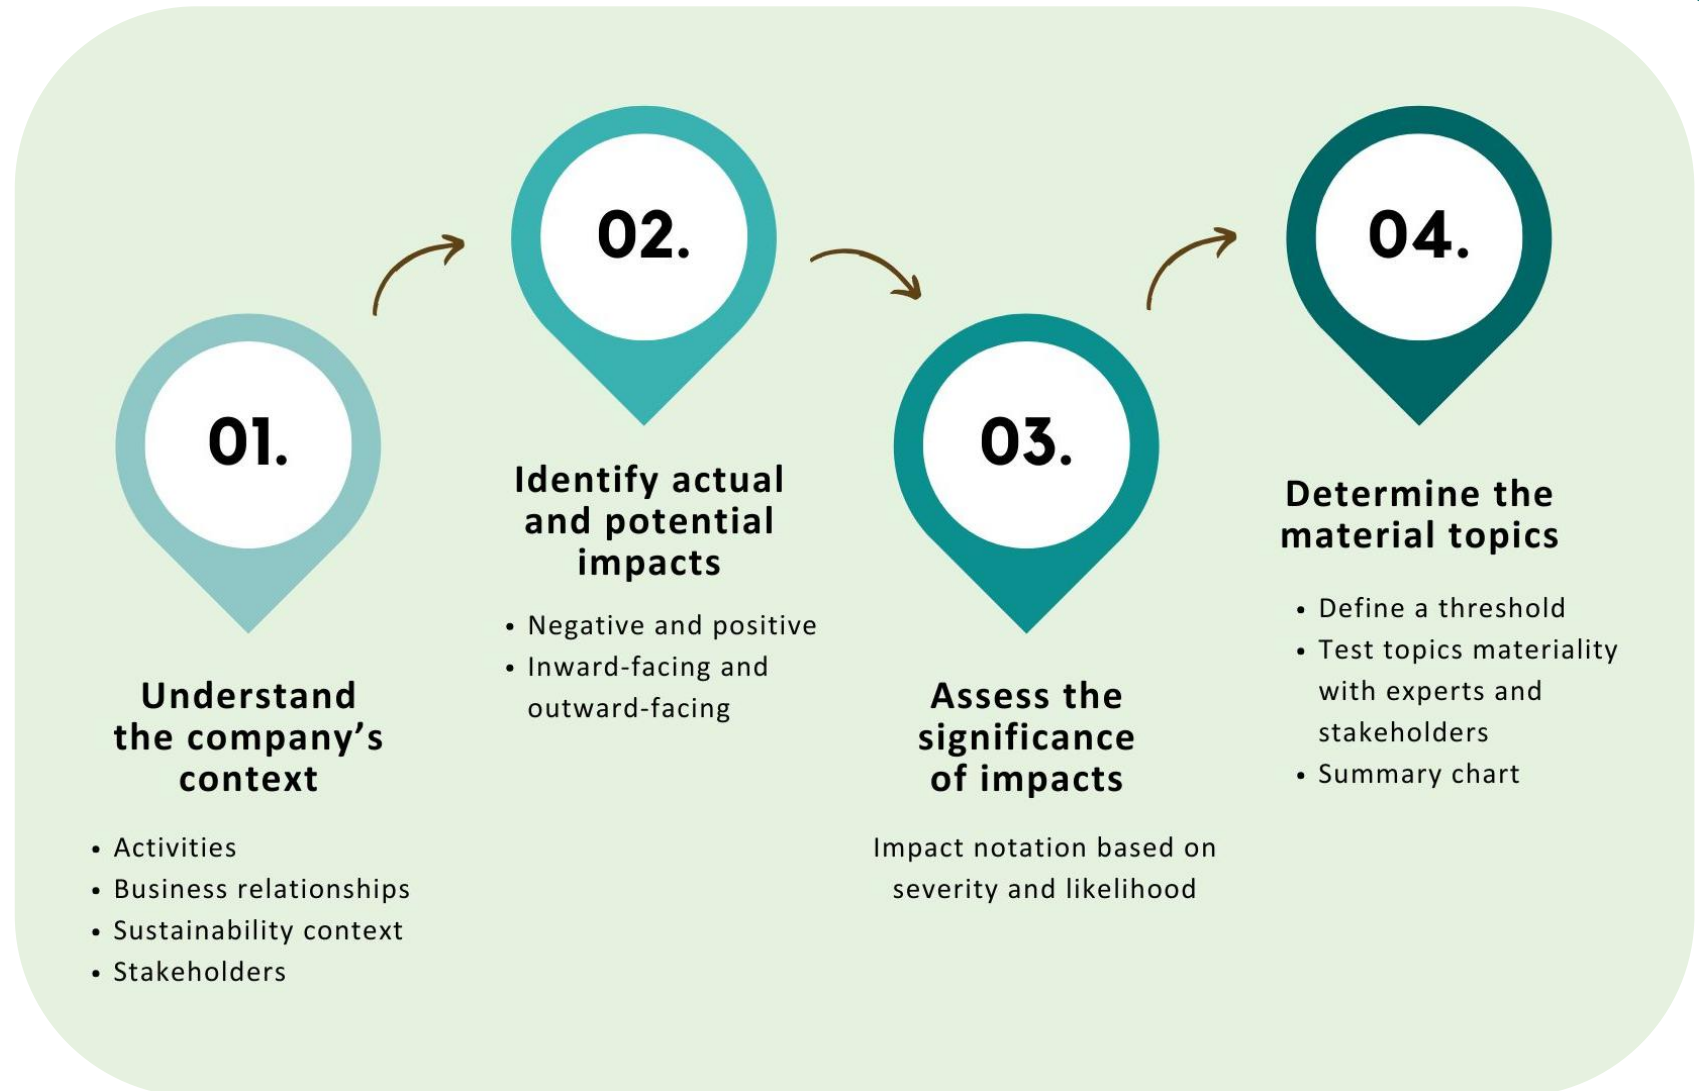 01.
Understand
the company’s
context
• Activities
• Business relationships
• Sustainability context
• Stakeholders
02.
Identify actual
and potential
impacts
• Negative and positive
• Inward-facing and
outward-facing
03.
Assess the
significance
of impacts
Impact notation based on
severity and likelihood
04.
Determine the
material topics
• Define a threshold
• Test topics materiality
with experts and
stakeholders
• Summary chart